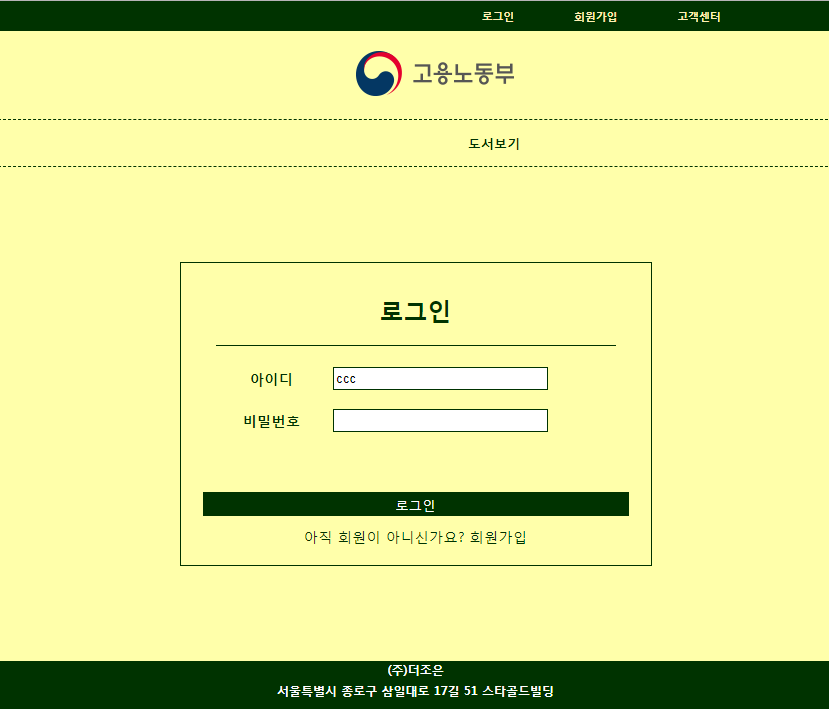 로그인 회원가입 고객센터
고용노동부
도서보기
로그인
아이디 ccc
비밀번호
로그인
아직 회원이 아니신가요? 회원가입
(주)더조은
서울특별시 종로구 삼일대로 17길 51 스타골드빌딩